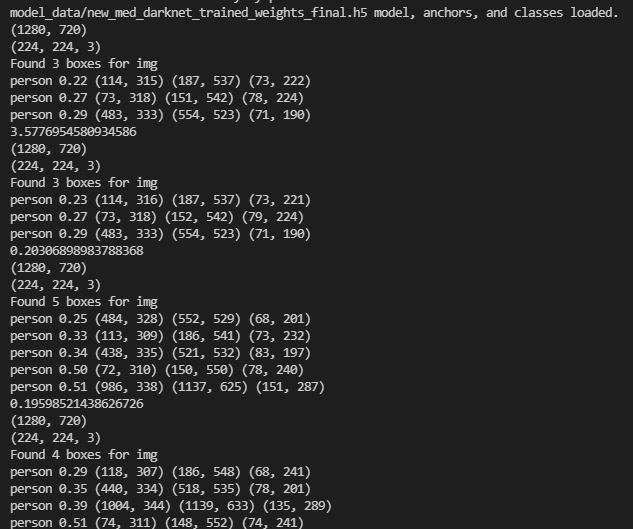 model_data/new_med_darknet_trained_weights_final.h5 model, anchors, and classes loaded.
(1280, 720)
(224, 224, 3)
Found 3 boxes for img
person 0.22 (114, 315) (187, 537) (73, 222)
person 0.27 (73, 318) (151, 542) (78, 224)
person 0.29 (483, 333) (554, 523) (71, 190)
3.5776954580934586
(1280, 720)
(224, 224, 3)
Found 3 boxes for img
person 0.23 (114, 316) (187, 537) (73, 221)
person 0.27 (73, 318) (152, 542) (79, 224)
person 0.29 (483, 333) (554, 523) (71, 190)
0.20306898983788368
(1280, 720)
(224, 224, 3)
Found 5 boxes for img
person 0.25 (484, 328) (552, 529) (68, 201)
person 0.33 (113, 309) (186, 541) (73, 232)
person 0.34 (438, 335) (521, 532) (83, 197)
person 0.50 (72, 310) (150, 550) (78, 240)
person 0.51 (986, 338) (1137, 625) (151, 287)
0.19598521438626726
(1280, 720)
(224, 224, 3)
Found 4 boxes for img
person 0.29 (118, 307) (186, 548) (68, 241)
person 0.35 (440, 334) (518, 535) (78, 201)
person 0.39 (1004, 344) (1139, 633) (135, 289)
person 0.51 (74, 311) (148, 552) (74, 241)